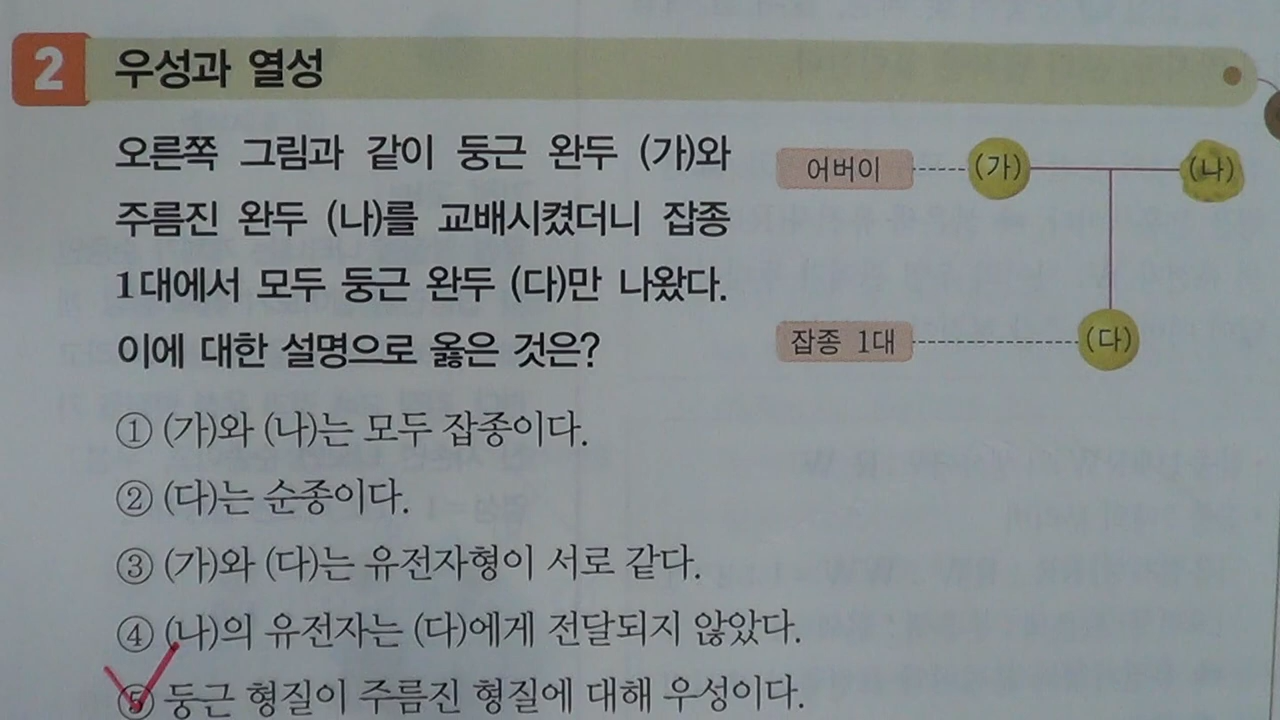 2 우성과 열성
오른쪽 그림과 같이 둥근 완두 (가)와
주름진 완두 (나)를 교배시켰더니 잡종
1대에서 모두 둥근 완두 (다)만 나왔다.
이에 대한 설명으로 옳은 것은?
어버이 (가) (나)
잡종 1대 (다)
① (가)와 (나)는 모두 잡종이다.
② (다)는 순종이다.
③ (가)와 (다)는 유전자형이 서로 같다.
④ (나)의 유전자는 (다)에게 전달되지 않았다.
⑤ 둥근 형질이 주름진 형질에 대해 우성이다.